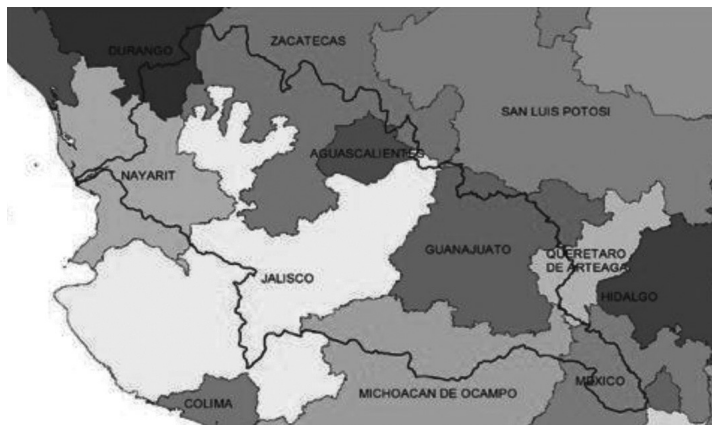 ZACATECAS
DURANGO
SAN LUIS POTOSI
AGUASCALIENTES
NAYARIT
GUANAJUATO
QUERETARO
DE ARTEAGA
JALISCO
HIDALGO
MEXICO
MICHOACAN DE OCAMPO
COLIMA